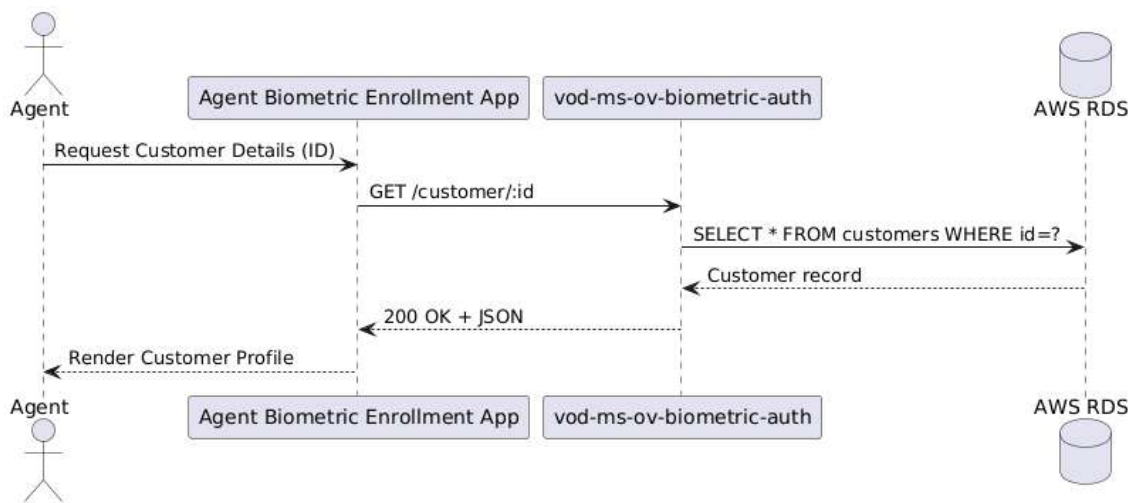 Agent
Agent Biometric Enrollment App
vod-ms-ov-biometric-auth
AWS RDS
Request Customer Details (ID)
GET /customer/:id
SELECT * FROM customers WHERE id=?
Customer record
200 OK + JSON
Render Customer Profile
Agent
Agent Biometric Enrollment App
vod-ms-ov-biometric-auth
AWS RDS